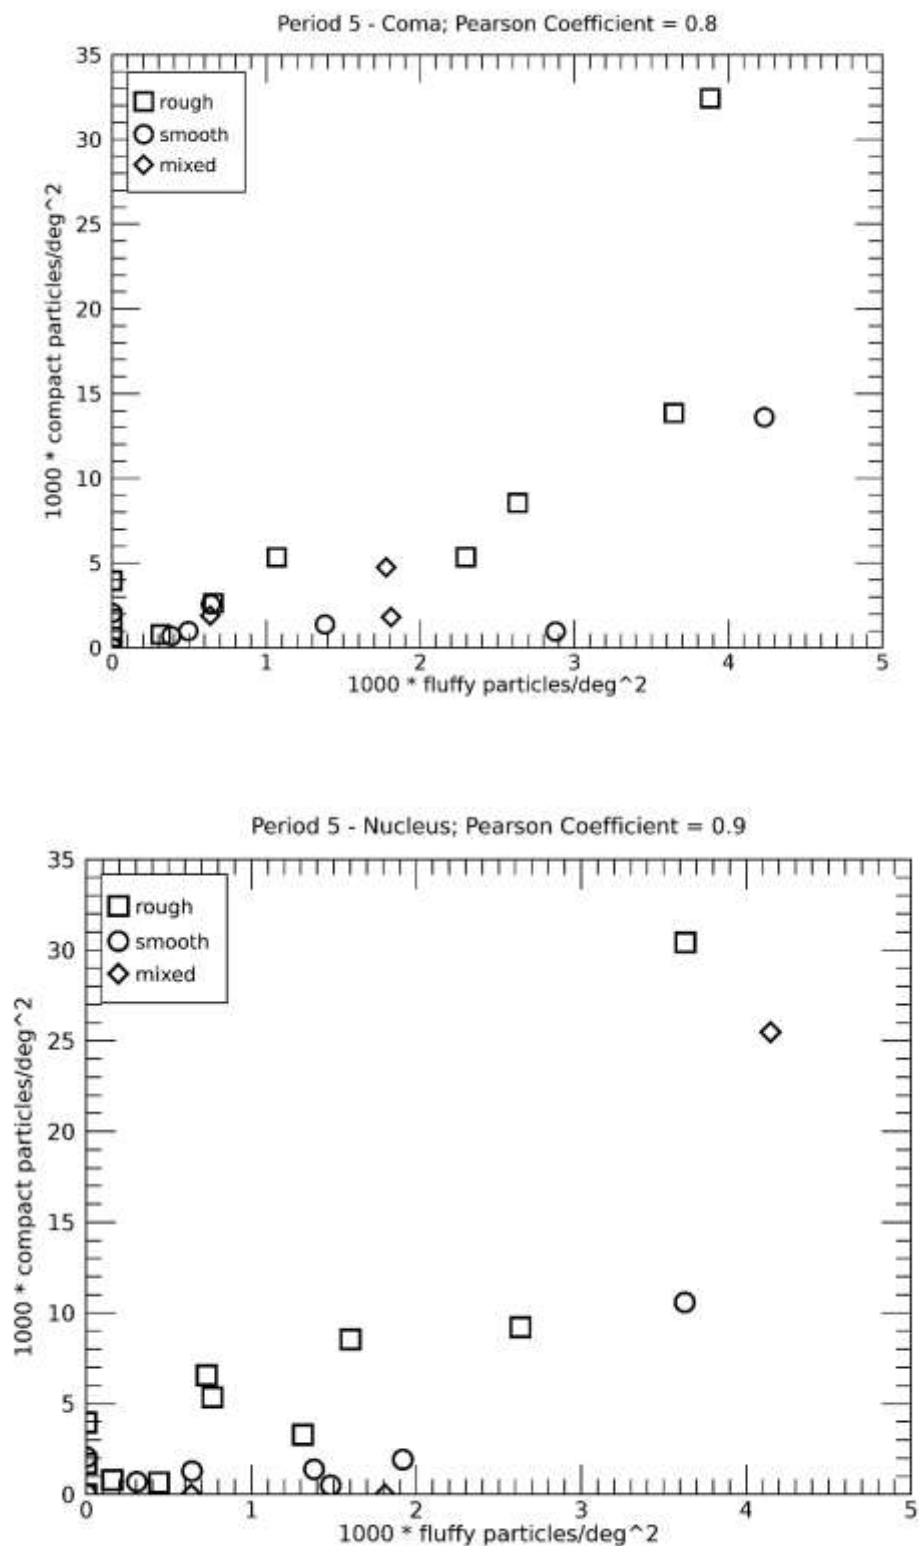 Period 5 - Coma; Pearson Coefficient = 0.8
35
30
25
20
15
10
5
0
1000 * compact particles/deg^2
rough
smooth
mixed
0 1 2 3 4 5
1000 * fluffy particles/deg^2
Period 5 - Nucleus; Pearson Coefficient = 0.9
35
30
25
20
15
10
5
0
1000 * compact particles/deg^2
rough
smooth
mixed
0 1 2 3 4 5
1000 * fluffy particles/deg^2